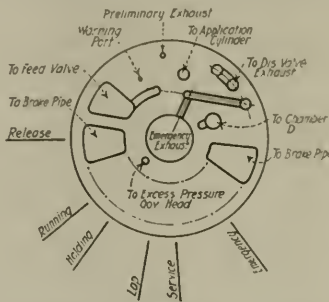 Preliminary Exhaust
Warning
Port
To Application
Cylinder
To Dis Valve
Exhaust
To Feed Valve
To Brake Pipe
Release
Emergency
Exhaust
To Chamber
D
To Brake Pipe
To Excess Pressure
Gov Head
Running
Holding
Lap
Service
Emergency